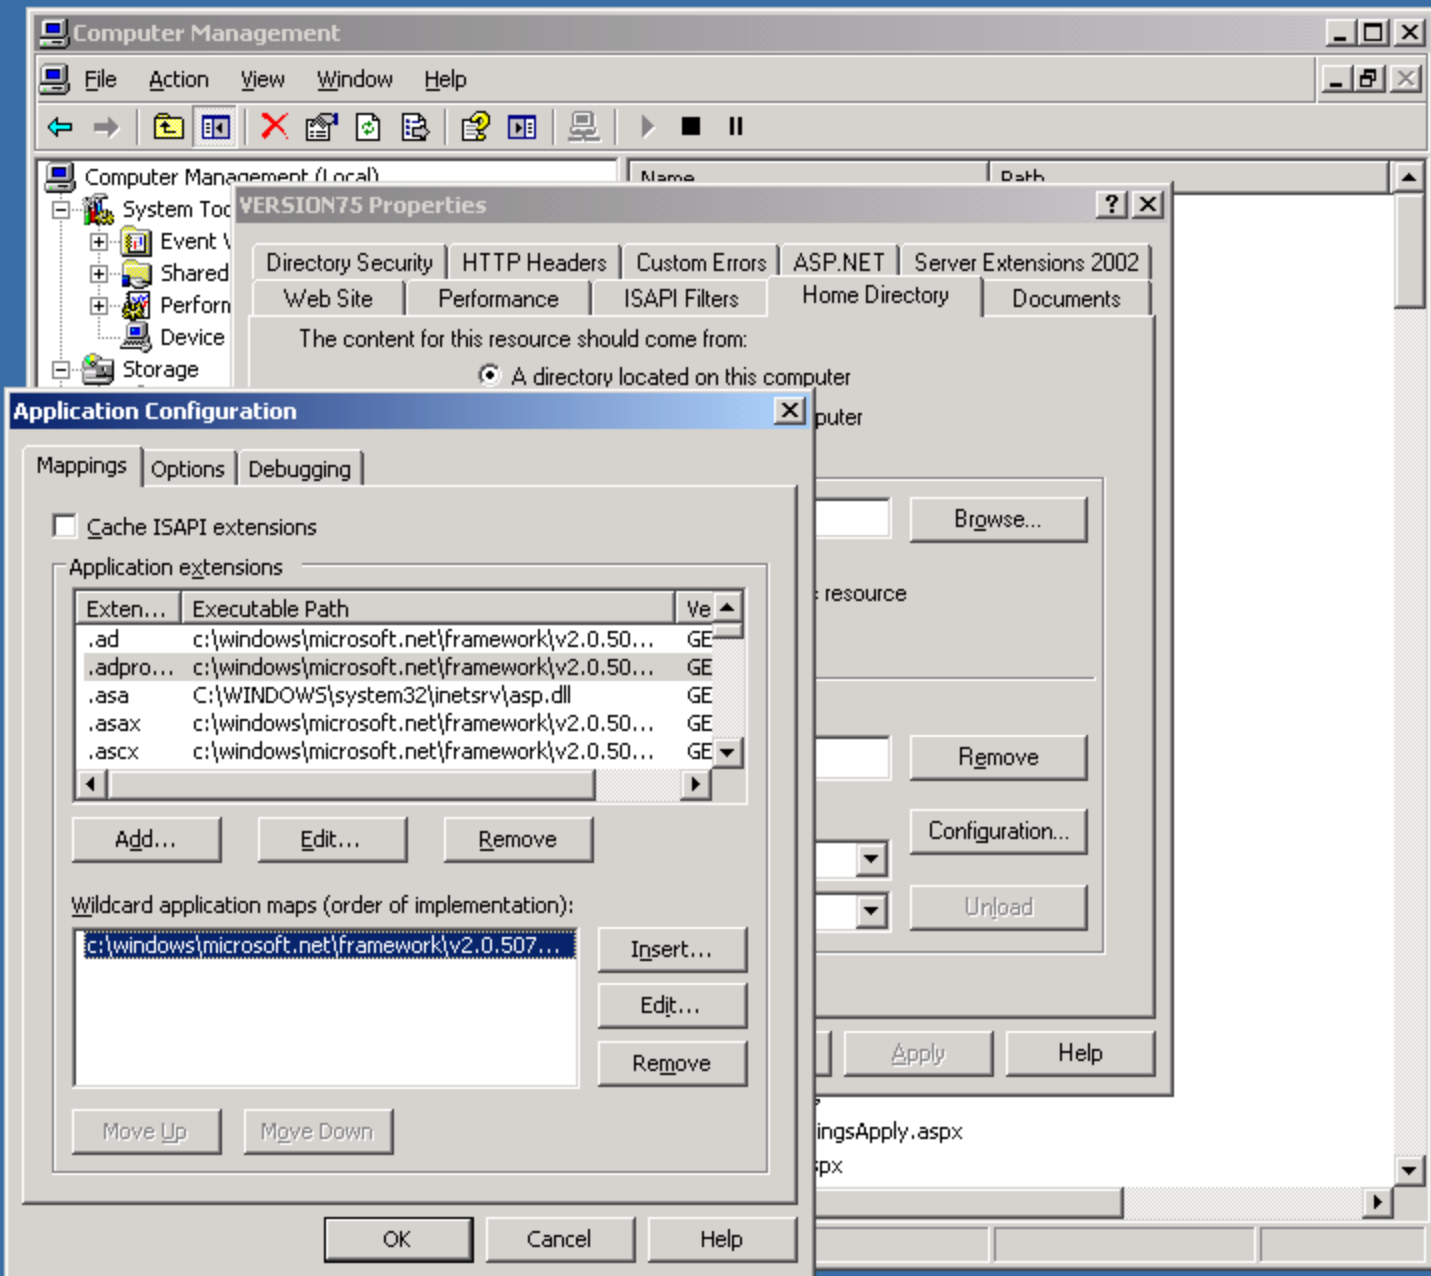 Computer Management
File Action View Window Help
Computer Management (Local)
Name Path
System Too
Event V
Shared
Perform
Device
Storage
VERSION75 Properties
Directory Security HTTP Headers Custom Errors ASP.NET Server Extensions 2002
Web Site Performance ISAPI Filters Home Directory Documents
The content for this resource should come from:
A directory located on this computer
puter
Browse...
resource
Remove
Configuration...
Unload
Apply Help
Application Configuration
Mappings Options Debugging
Cache ISAPI extensions
Application extensions
Exten... Executable Path Ve
.ad c:\windows\microsoft.net\framework\v2.0.50... GE
.adpro... c:\windows\microsoft.net\framework\v2.0.50... GE
.asa C:\WINDOWS\system32\inetsrv\asp.dll GE
.asax c:\windows\microsoft.net\framework\v2.0.50... GE
.ascx c:\windows\microsoft.net\framework\v2.0.50... GE
Add... Edit... Remove
Wildcard application maps (order of implementation):
c:\windows\microsoft.net\framework\v2.0.507...
Insert...
Edit...
Remove
Move Up Move Down
OK Cancel Help
ingsApply.aspx
spx